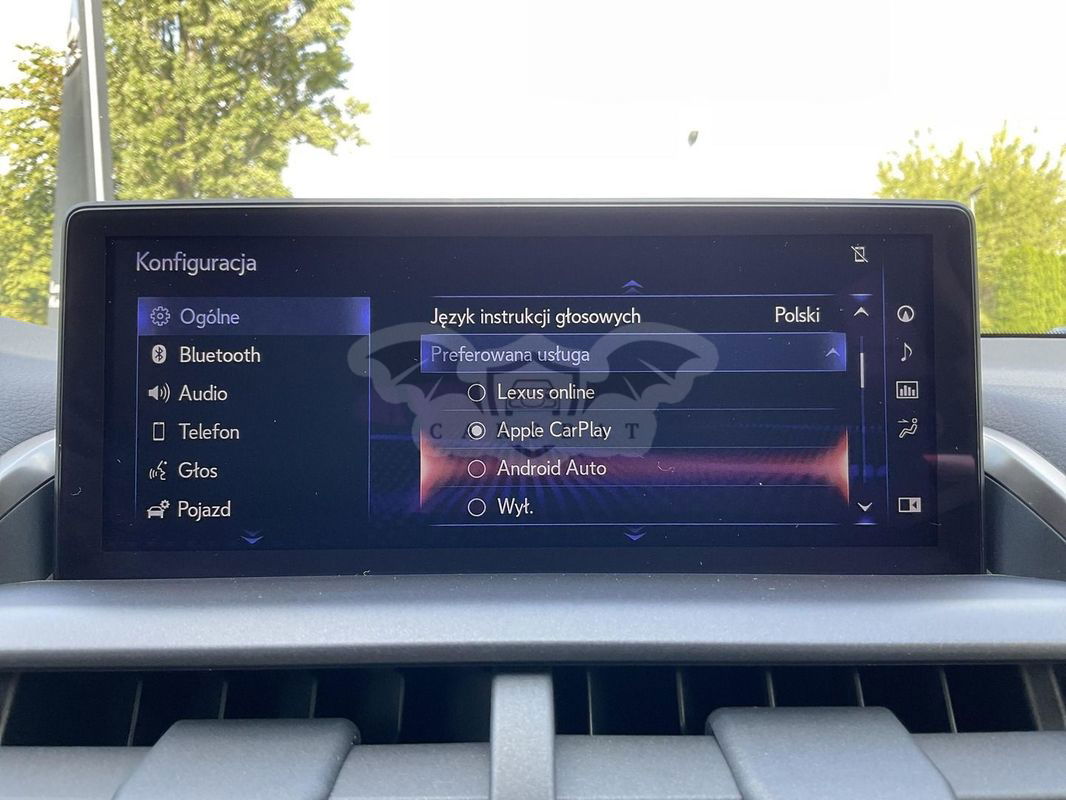 Konfiguracja
Ogólne
Bluetooth
Audio
Telefon
Głos
Pojazd
Język instrukcji głosowych Polski
Preferowana usługa
Lexus online
Apple CarPlay
Android Auto
Wył.